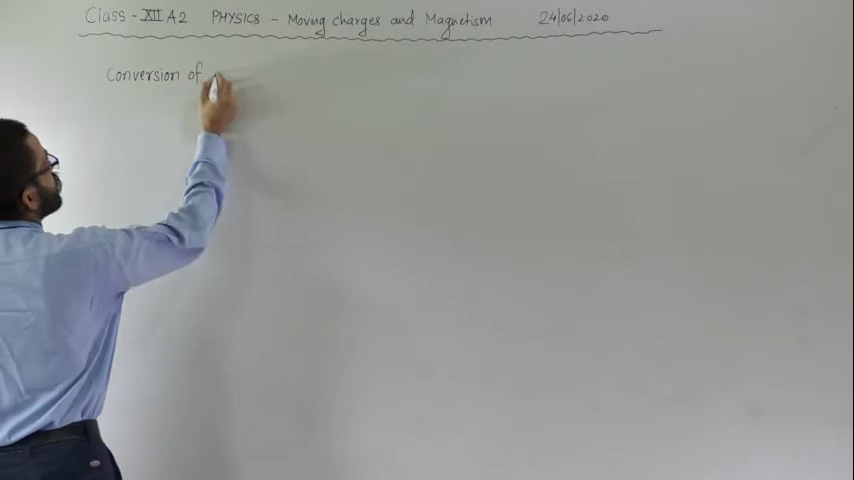 Class - XII A2 PHYSICS - Moving charges and Magnetism 24/06/2020
Conversion of